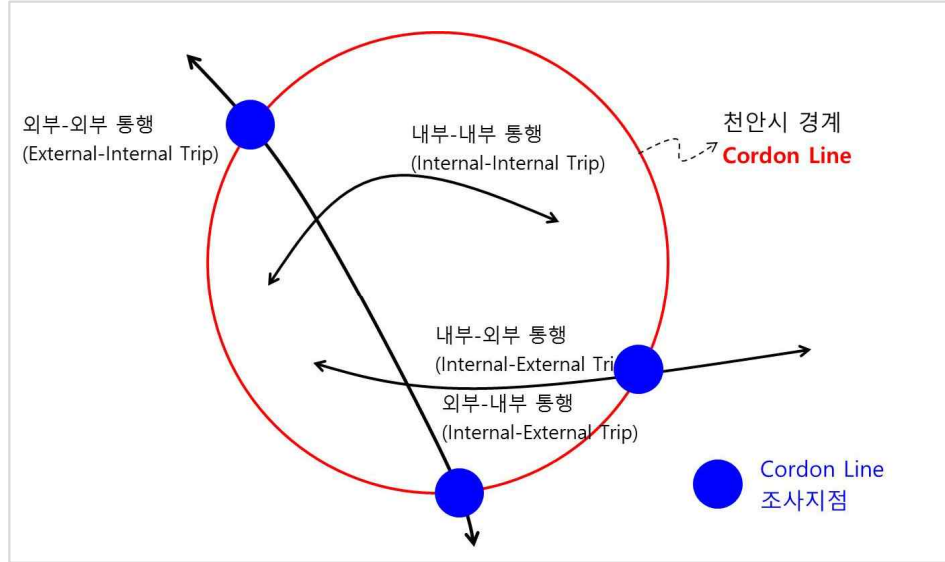 외부-외부 통행
(External-Internal Trip)
내부-내부 통행
(Internal-Internal Trip)
천안시 경계
Cordon Line
내부-외부 통행
(Internal-External Tri
외부-내부 통행
(Internal-External Trip)
Cordon Line
조사지점